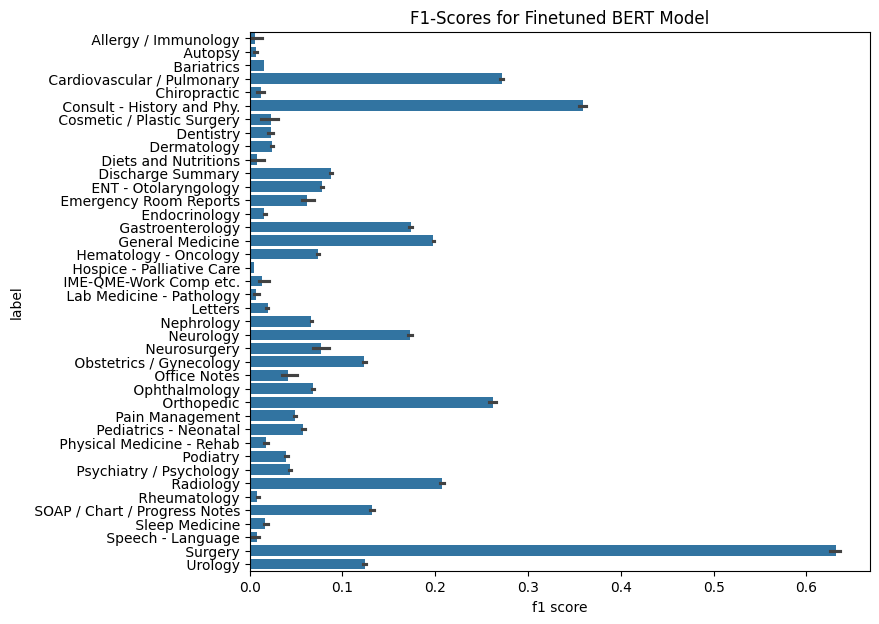 F1-Scores for Finetuned BERT Model
Allergy / Immunology
Autopsy
Bariatrics
Cardiovascular / Pulmonary
Chiropractic
Consult - History and Phy.
Cosmetic / Plastic Surgery
Dentistry
Dermatology
Diets and Nutritions
Discharge Summary
ENT - Otolaryngology
Emergency Room Reports
Endocrinology
Gastroenterology
General Medicine
Hematology - Oncology
Hospice - Palliative Care
IME-QME-Work Comp etc.
Lab Medicine - Pathology
Letters
Nephrology
Neurology
Neurosurgery
Obstetrics / Gynecology
Office Notes
Ophthalmology
Orthopedic
Pain Management
Pediatrics - Neonatal
Physical Medicine - Rehab
Podiatry
Psychiatry / Psychology
Radiology
Rheumatology
SOAP / Chart / Progress Notes
Sleep Medicine
Speech - Language
Surgery
Urology
label
0.0 0.1 0.2 0.3 0.4 0.5 0.6
f1 score